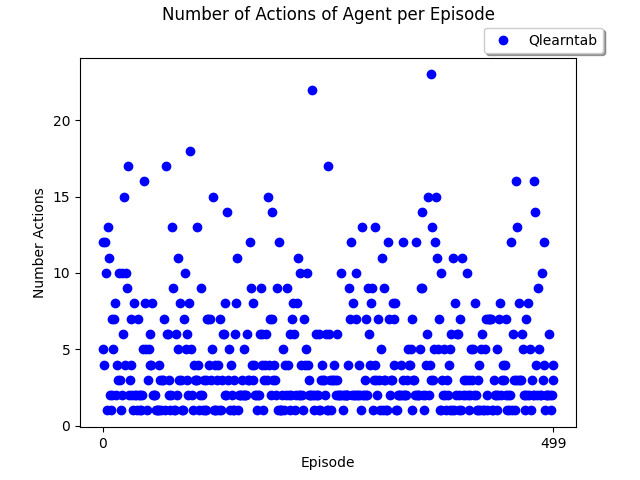 Number of Actions of Agent per Episode
Qlearntab
20
15
10
5
0
Number Actions
0 499
Episode